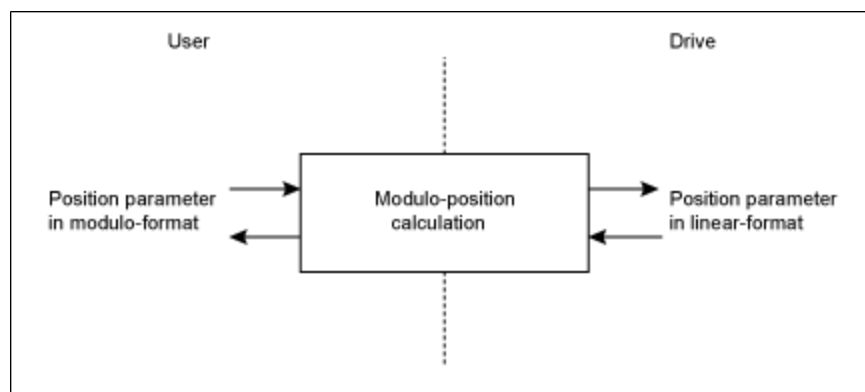 User
Drive
Position parameter
in modulo-format
Modulo-position
calculation
Position parameter
in linear-format